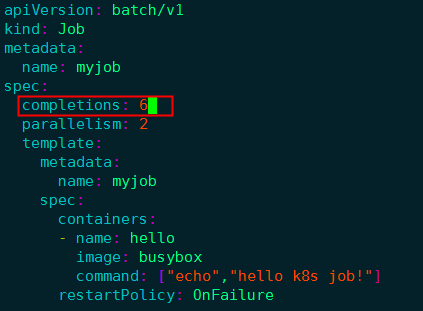 apiVersion: batch/v1
kind: Job
metadata:
  name: myjob
spec:
  completions: 6
  parallelism: 2
  template:
    metadata:
      name: myjob
    spec:
      containers:
      - name: hello
        image: busybox
        command: ["echo","hello k8s job!"]
      restartPolicy: OnFailure